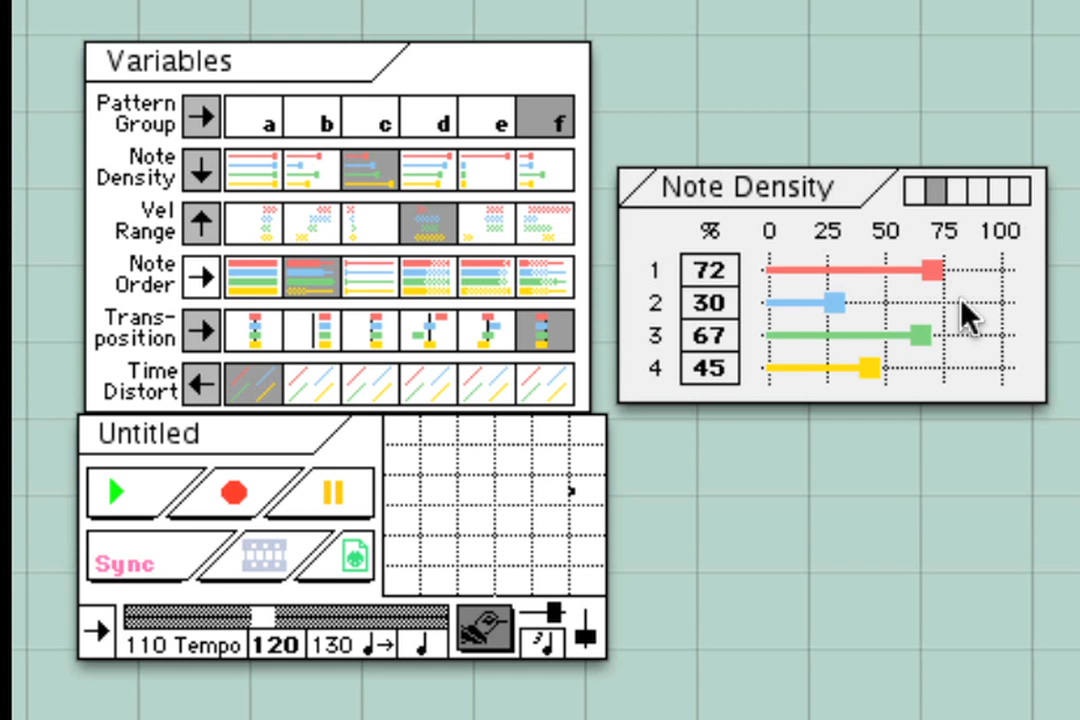 Variables
Pattern
Group
a b c d e f
Note
Density
Vel
Range
Note
Order
Trans-
position
Time
Distort
Note Density
% 0 25 50 75 100
1 72
2 30
3 67
4 45
Untitled
Sync
110 Tempo 120 130